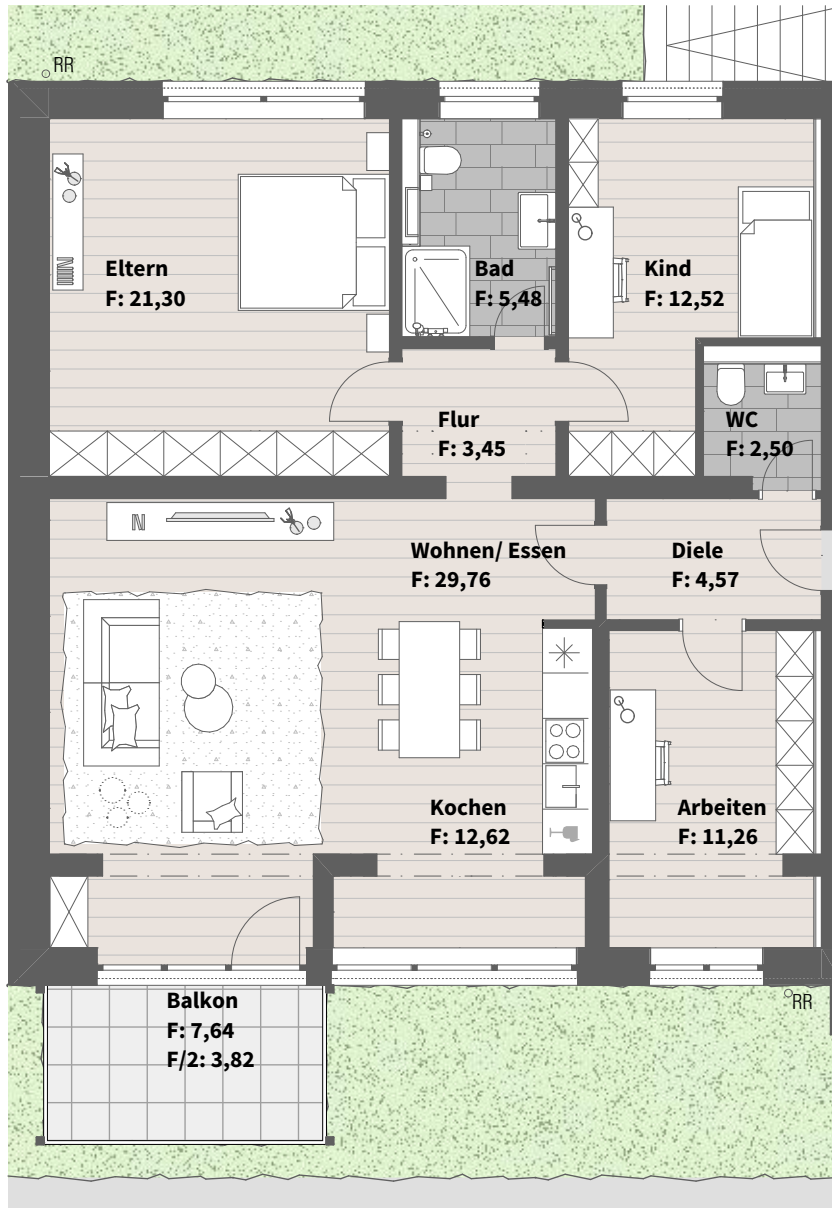 RR
Eltern
F: 21,30
Bad
F: 5,48
Kind
F: 12,52
Flur
F: 3,45
WC
F: 2,50
Wohnen/ Essen
F: 29,76
Diele
F: 4,57
Kochen
F: 12,62
Arbeiten
F: 11,26
Balkon
F: 7,64
F/2: 3,82
RR